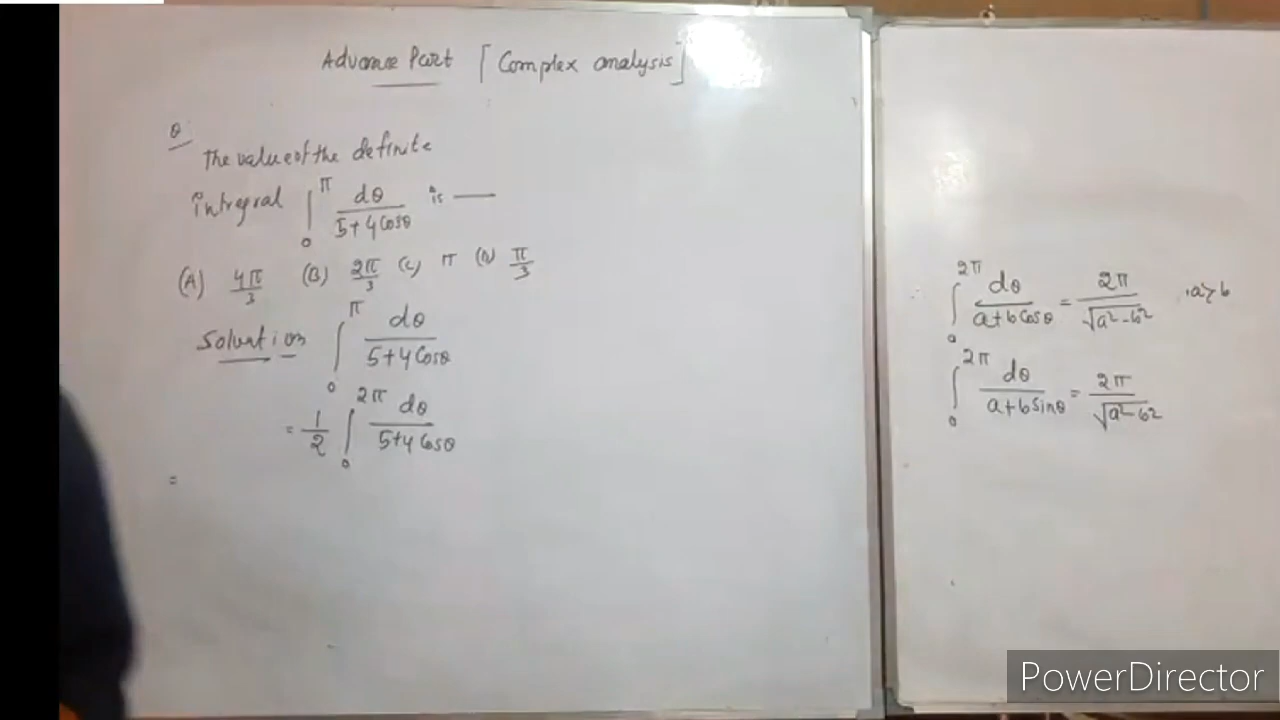 Advance Part [Complex analysis]
Q
The value of the definite
integral ∫₀^π dθ/(5+4cosθ) is —
(A) 4π/3 (B) 2π/3 (C) π (D) π/3
Solution ∫₀^π dθ/(5+4Cosθ)
= 1/2 ∫₀^2π dθ/(5+4Cosθ)
=
∫₀^2π dθ/(a+bCosθ) = 2π/√(a²-b²) , a>b
∫₀^2π dθ/(a+bsinθ) = 2π/√(a²-b²)
PowerDirector